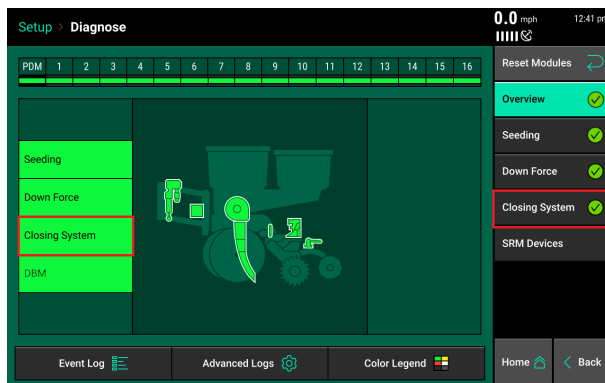 Setup > Diagnose
0.0 mph 12:41 pm
PDM 1 2 3 4 5 6 7 8 9 10 11 12 13 14 15 16
Reset Modules
Overview
Seeding
Down Force
Closing System
SRM Devices
Seeding
Down Force
Closing System
DBM
Event Log
Advanced Logs
Color Legend
Home
< Back